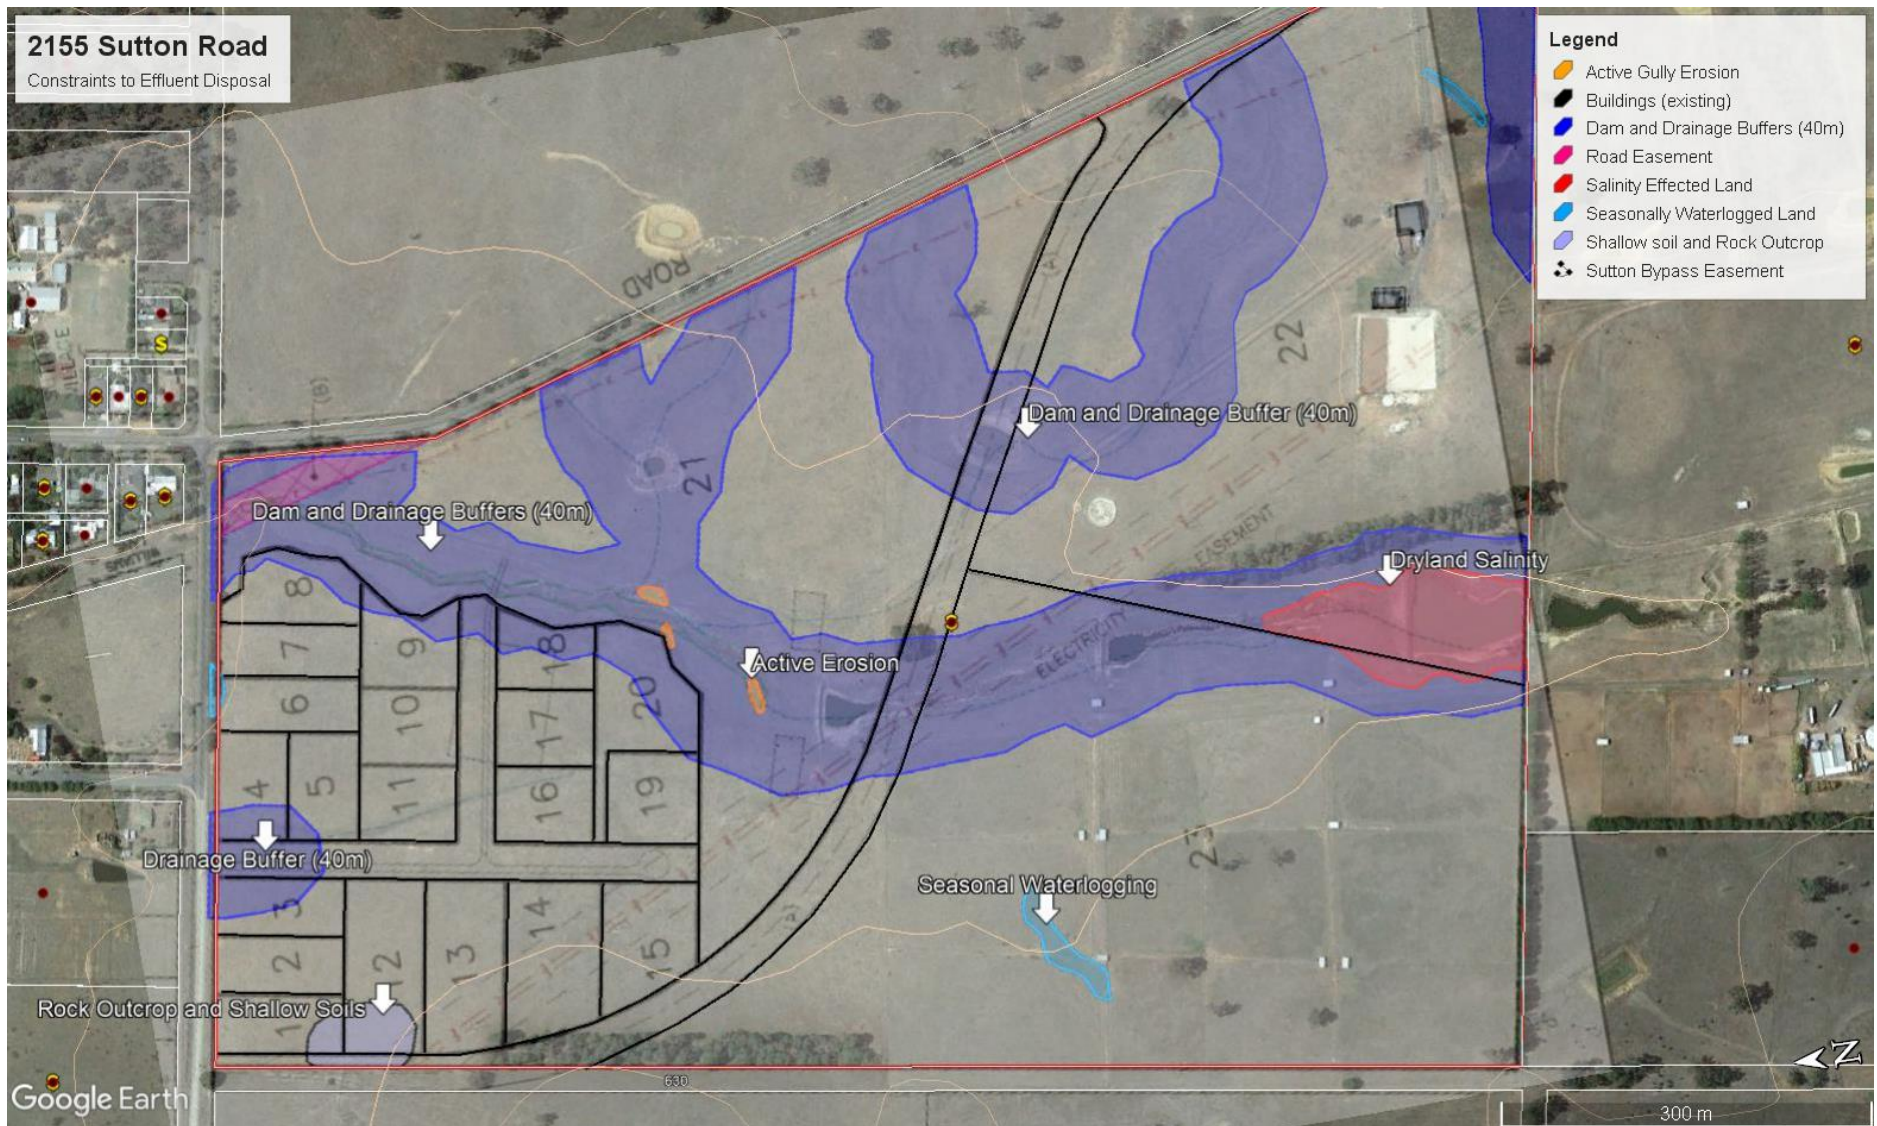 2155 Sutton Road
Constraints to Effluent Disposal
Legend
Active Gully Erosion
Buildings (existing)
Dam and Drainage Buffers (40m)
Road Easement
Salinity Effected Land
Seasonally Waterlogged Land
Shallow soil and Rock Outcrop
Sutton Bypass Easement
ROAD
VILLAGE
(B)
(A)
22
S
Dam and Drainage Buffer (40m)
21
Dam and Drainage Buffers (40m)
EASEMENT
Dryland Salinity
8
7
9
18
ELECTRICITY
Active Erosion
6
10
17
20
4
5
11
16
19
Drainage Buffer (40m)
23
Seasonal Waterlogging
3
14
2
12
13
15
Rock Outcrop and Shallow Soils
1
630
N
Google Earth
300 m